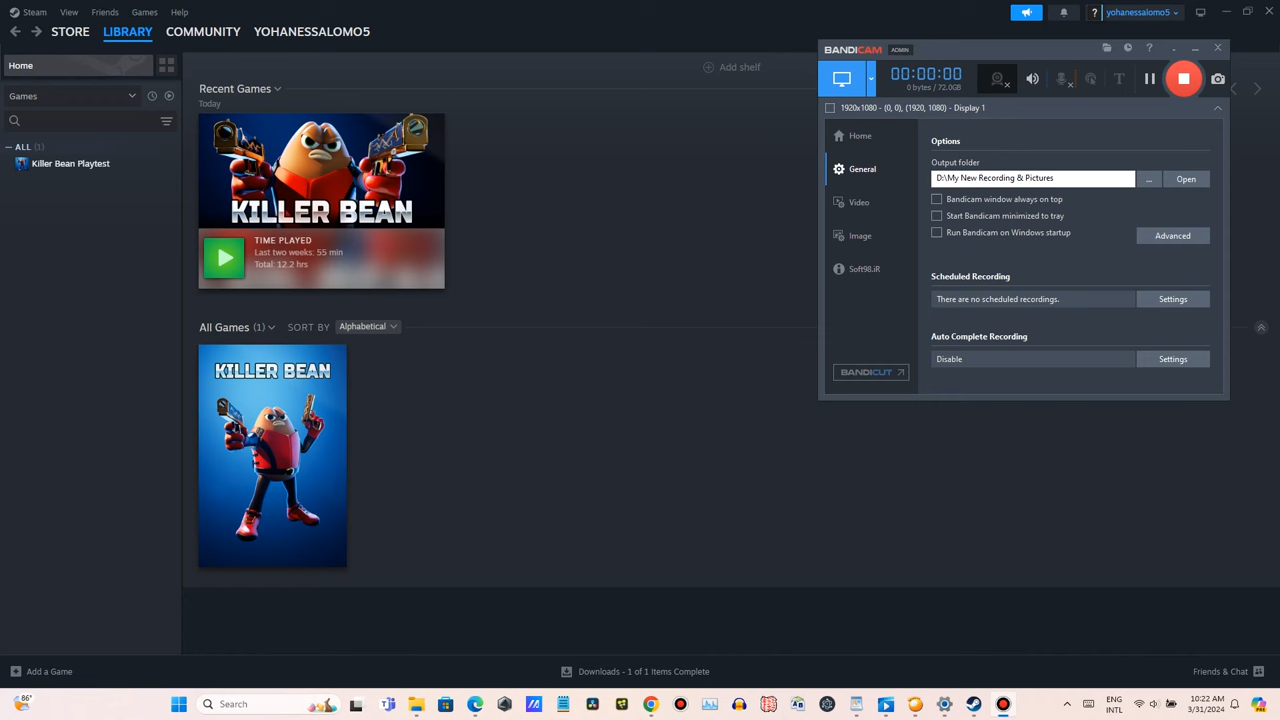 Steam View Friends Games Help
? yohanessalomo5
STORE LIBRARY COMMUNITY YOHANESSALOMO5
Home
Games
ALL (1)
Killer Bean Playtest
Add shelf
Recent Games
Today
KILLER BEAN
TIME PLAYED
Last two weeks: 55 min
Total: 12.2 hrs
All Games (1) SORT BY Alphabetical
KILLER BEAN
BANDICAM ADMIN
?
00:00:00
0 bytes / 72.0GB
T
1920x1080 - (0, 0), (1920, 1080) - Display 1
Home
General
Video
Image
Soft98.iR
BANDICUT
Options
Output folder
D:\My New Recording & Pictures
... Open
Bandicam window always on top
Start Bandicam minimized to tray
Run Bandicam on Windows startup
Advanced
Scheduled Recording
There are no scheduled recordings. Settings
Auto Complete Recording
Disable Settings
Add a Game
Downloads - 1 of 1 Items Complete
Friends & Chat
86°
Search
ENG
INTL
10:22 AM
3/31/2024